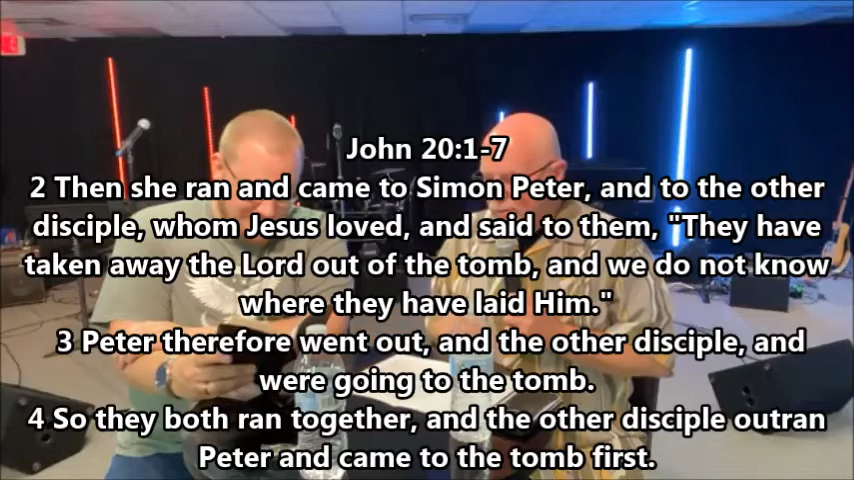 John 20:1-7
2 Then she ran and came to Simon Peter, and to the other
disciple, whom Jesus loved, and said to them, "They have
taken away the Lord out of the tomb, and we do not know
where they have laid Him."
3 Peter therefore went out, and the other disciple, and
were going to the tomb.
4 So they both ran together, and the other disciple outran
Peter and came to the tomb first.